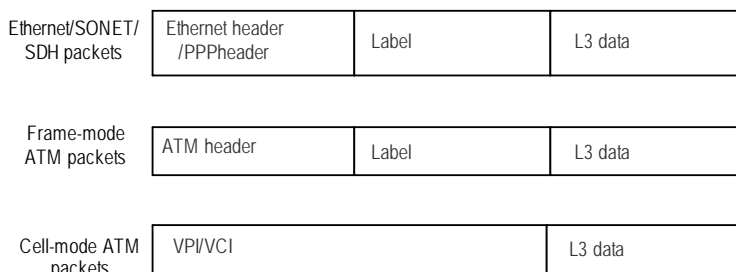 Ethernet/SONET/
SDH packets
Ethernet header
/PPPheader
Label
L3 data
Frame-mode
ATM packets
ATM header
Label
L3 data
Cell-mode ATM
packets
VPI/VCI
L3 data